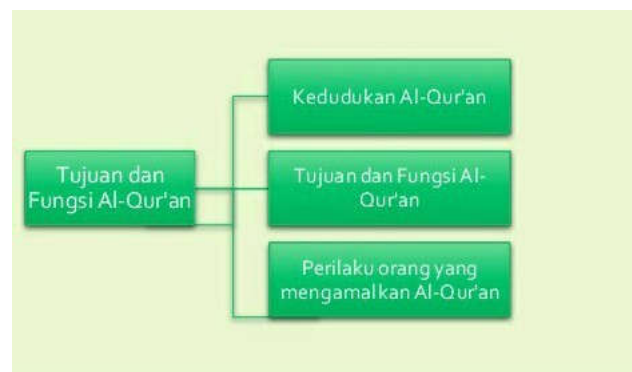 Kedudukan Al-Qur'an
Tujuan dan
Fungsi Al-Qur'an
Tujuan dan Fungsi Al-
Qur'an
Perilaku orang yang
mengamalkan Al-Qur'an